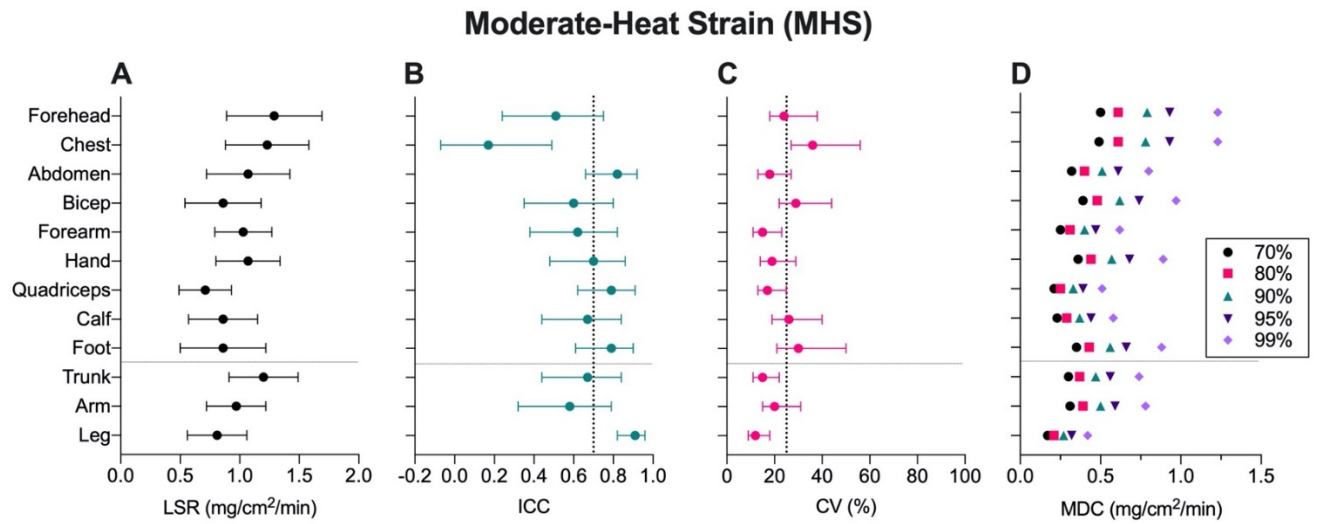 Moderate-Heat Strain (MHS)
A
B
C
D
Forehead
Chest
Abdomen
Bicep
Forearm
Hand
Quadriceps
Calf
Foot
Trunk
Arm
Leg
70%
80%
90%
95%
99%
0.0 0.5 1.0 1.5 2.0
-0.2 0.0 0.2 0.4 0.6 0.8 1.0
0 20 40 60 80 100
0.0 0.5 1.0 1.5
LSR (mg/cm²/min)
ICC
CV (%)
MDC (mg/cm²/min)